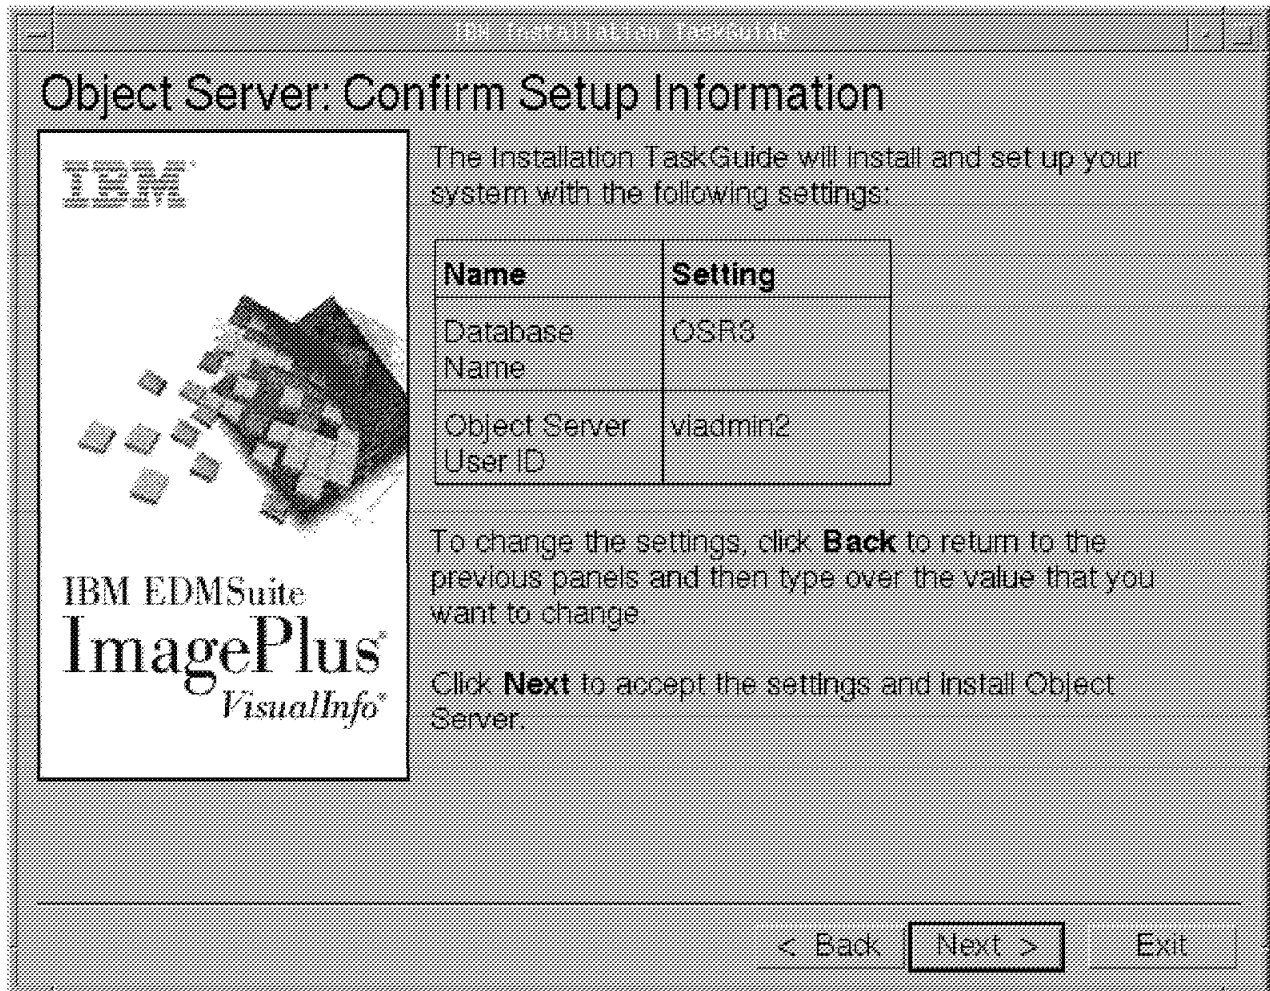 IBM Installation TaskGuide
Object Server: Confirm Setup Information
IBM
The Installation TaskGuide will install and set up your
system with the following settings:
Name Setting
Database OSR3
Name
Object Server viadmin2
User ID
To change the settings, click Back to return to the
previous panels and then type over the value that you
want to change.
Click Next to accept the settings and install Object
Server.
IBM EDMSuite
ImagePlus
VisualInfo
< Back Next > Exit